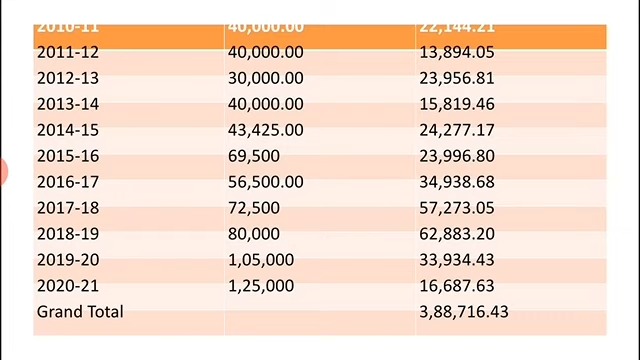 2010-11 40,000.00 22,144.21
2011-12 40,000.00 13,894.05
2012-13 30,000.00 23,956.81
2013-14 40,000.00 15,819.46
2014-15 43,425.00 24,277.17
2015-16 69,500 23,996.80
2016-17 56,500.00 34,938.68
2017-18 72,500 57,273.05
2018-19 80,000 62,883.20
2019-20 1,05,000 33,934.43
2020-21 1,25,000 16,687.63
Grand Total 3,88,716.43